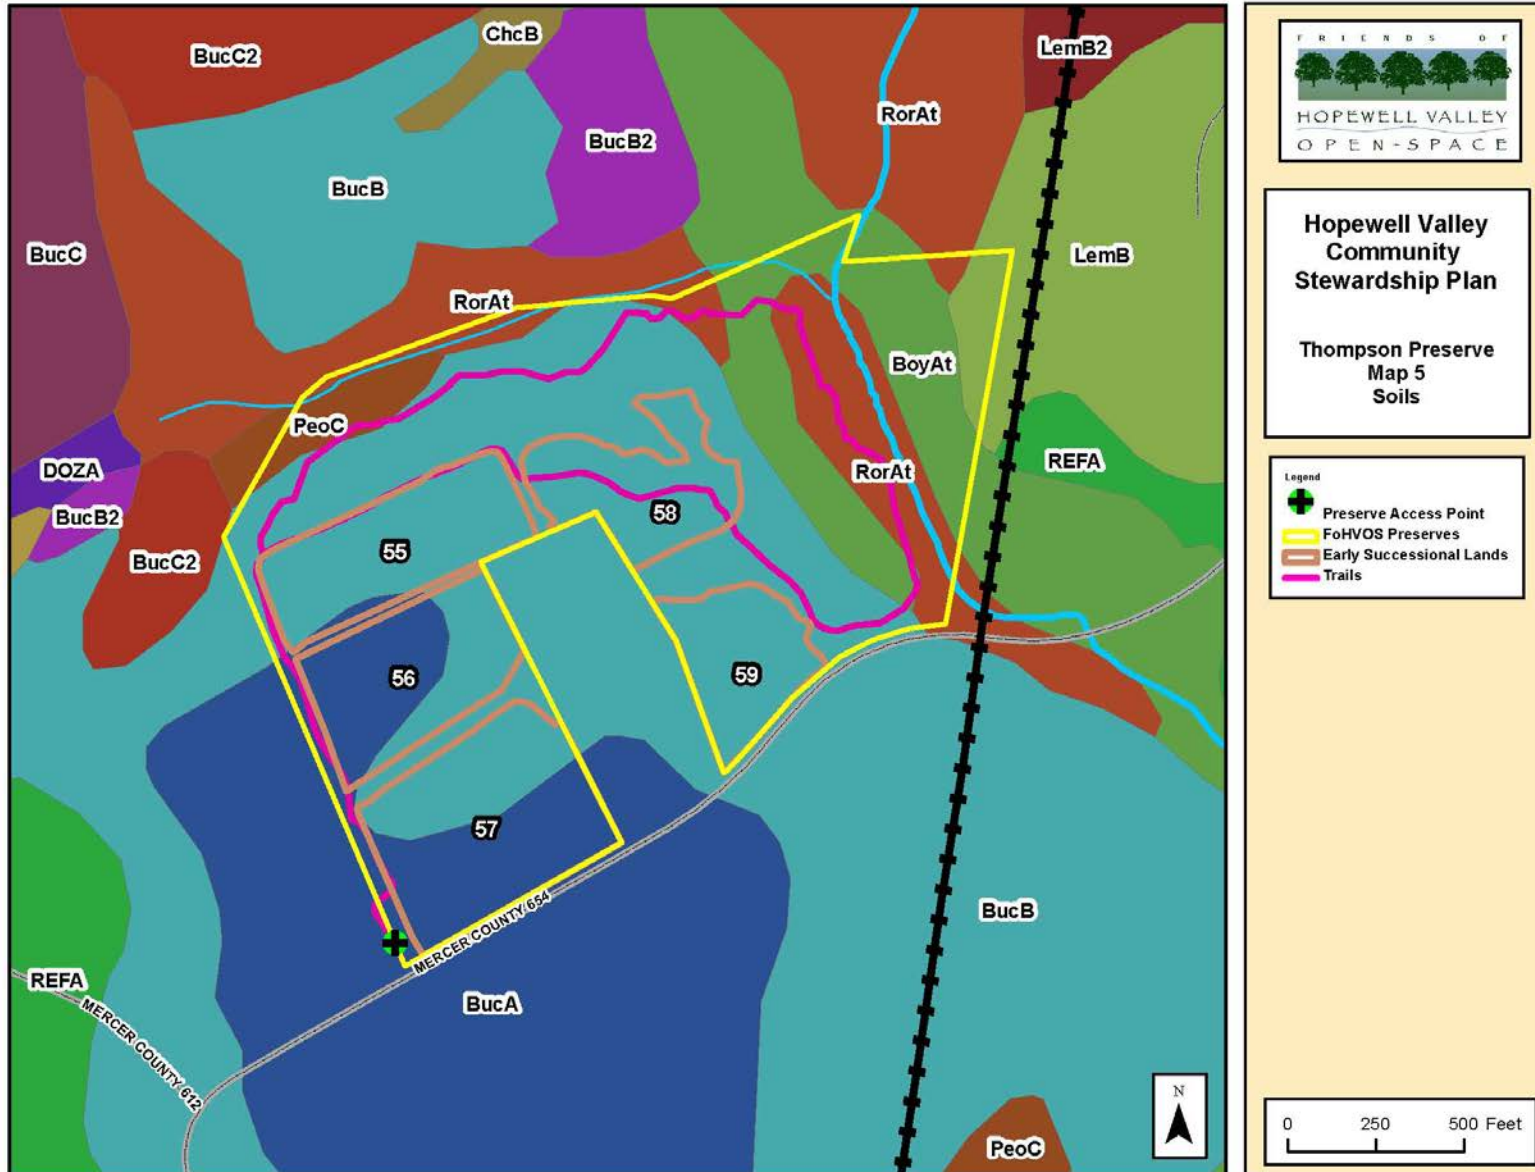 ChcB
BucC2
LemB2
RorAt
BucB2
BucB
BucC
LemB
RorAt
BoyAt
PeoC
DOZA
RorAt
REFA
BucB2
58
55
BucC2
56
59
57
BucB
MERCER COUNTY 654
REFA
MERCER COUNTY 612
BucA
N
PeoC
FRIENDS OF
HOPEWELL VALLEY
OPEN-SPACE
Hopewell Valley
Community
Stewardship Plan
Thompson Preserve
Map 5
Soils
Legend
Preserve Access Point
FoHVOS Preserves
Early Successional Lands
Trails
0 250 500 Feet